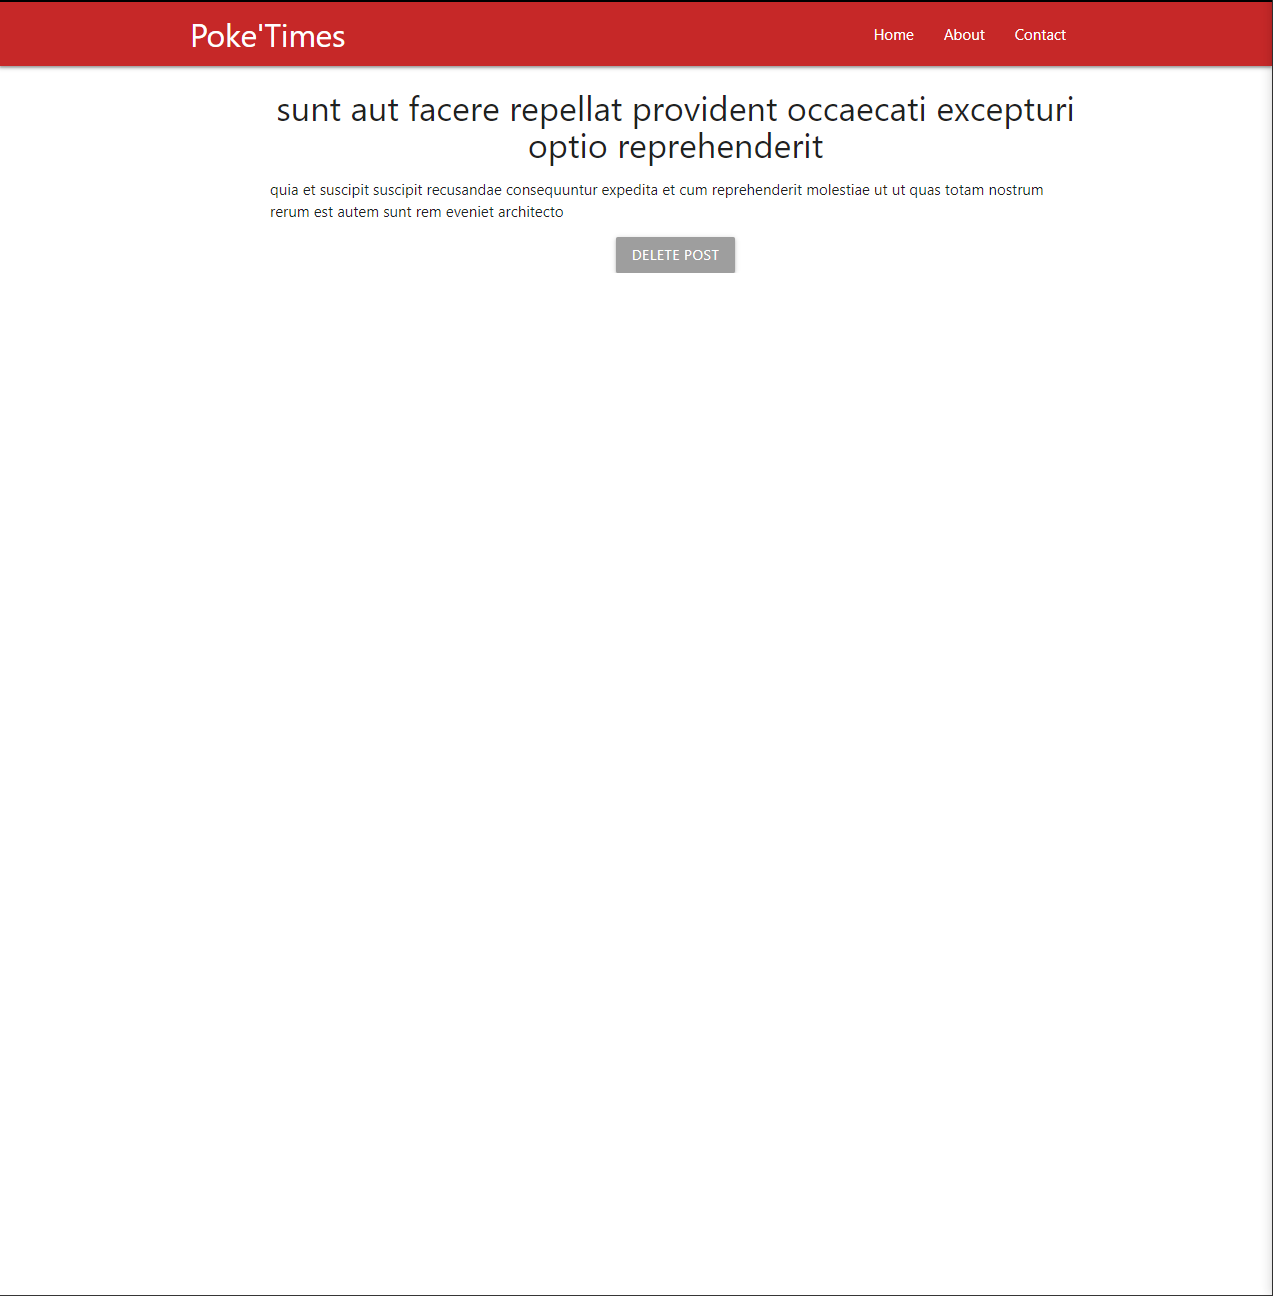 Poke'Times
Home About Contact
sunt aut facere repellat provident occaecati excepturi
optio reprehenderit
quia et suscipit suscipit recusandae consequuntur expedita et cum reprehenderit molestiae ut ut quas totam nostrum
rerum est autem sunt rem eveniet architecto
DELETE POST